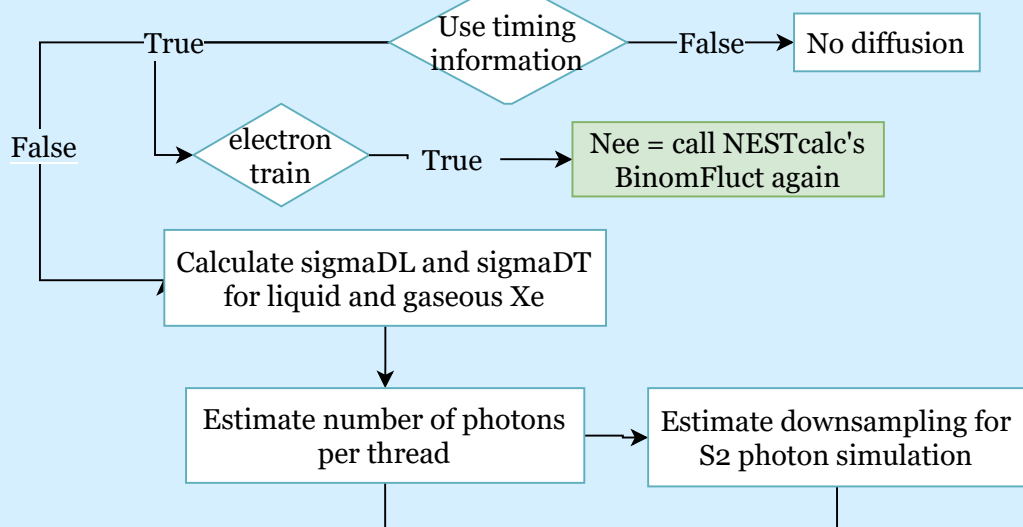 Use timing
information
True
False
No diffusion
False
electron
train
True
Nee = call NESTcalc's
BinomFluct again
Calculate sigmaDL and sigmaDT
for liquid and gaseous Xe
Estimate number of photons
per thread
Estimate downsampling for
S2 photon simulation